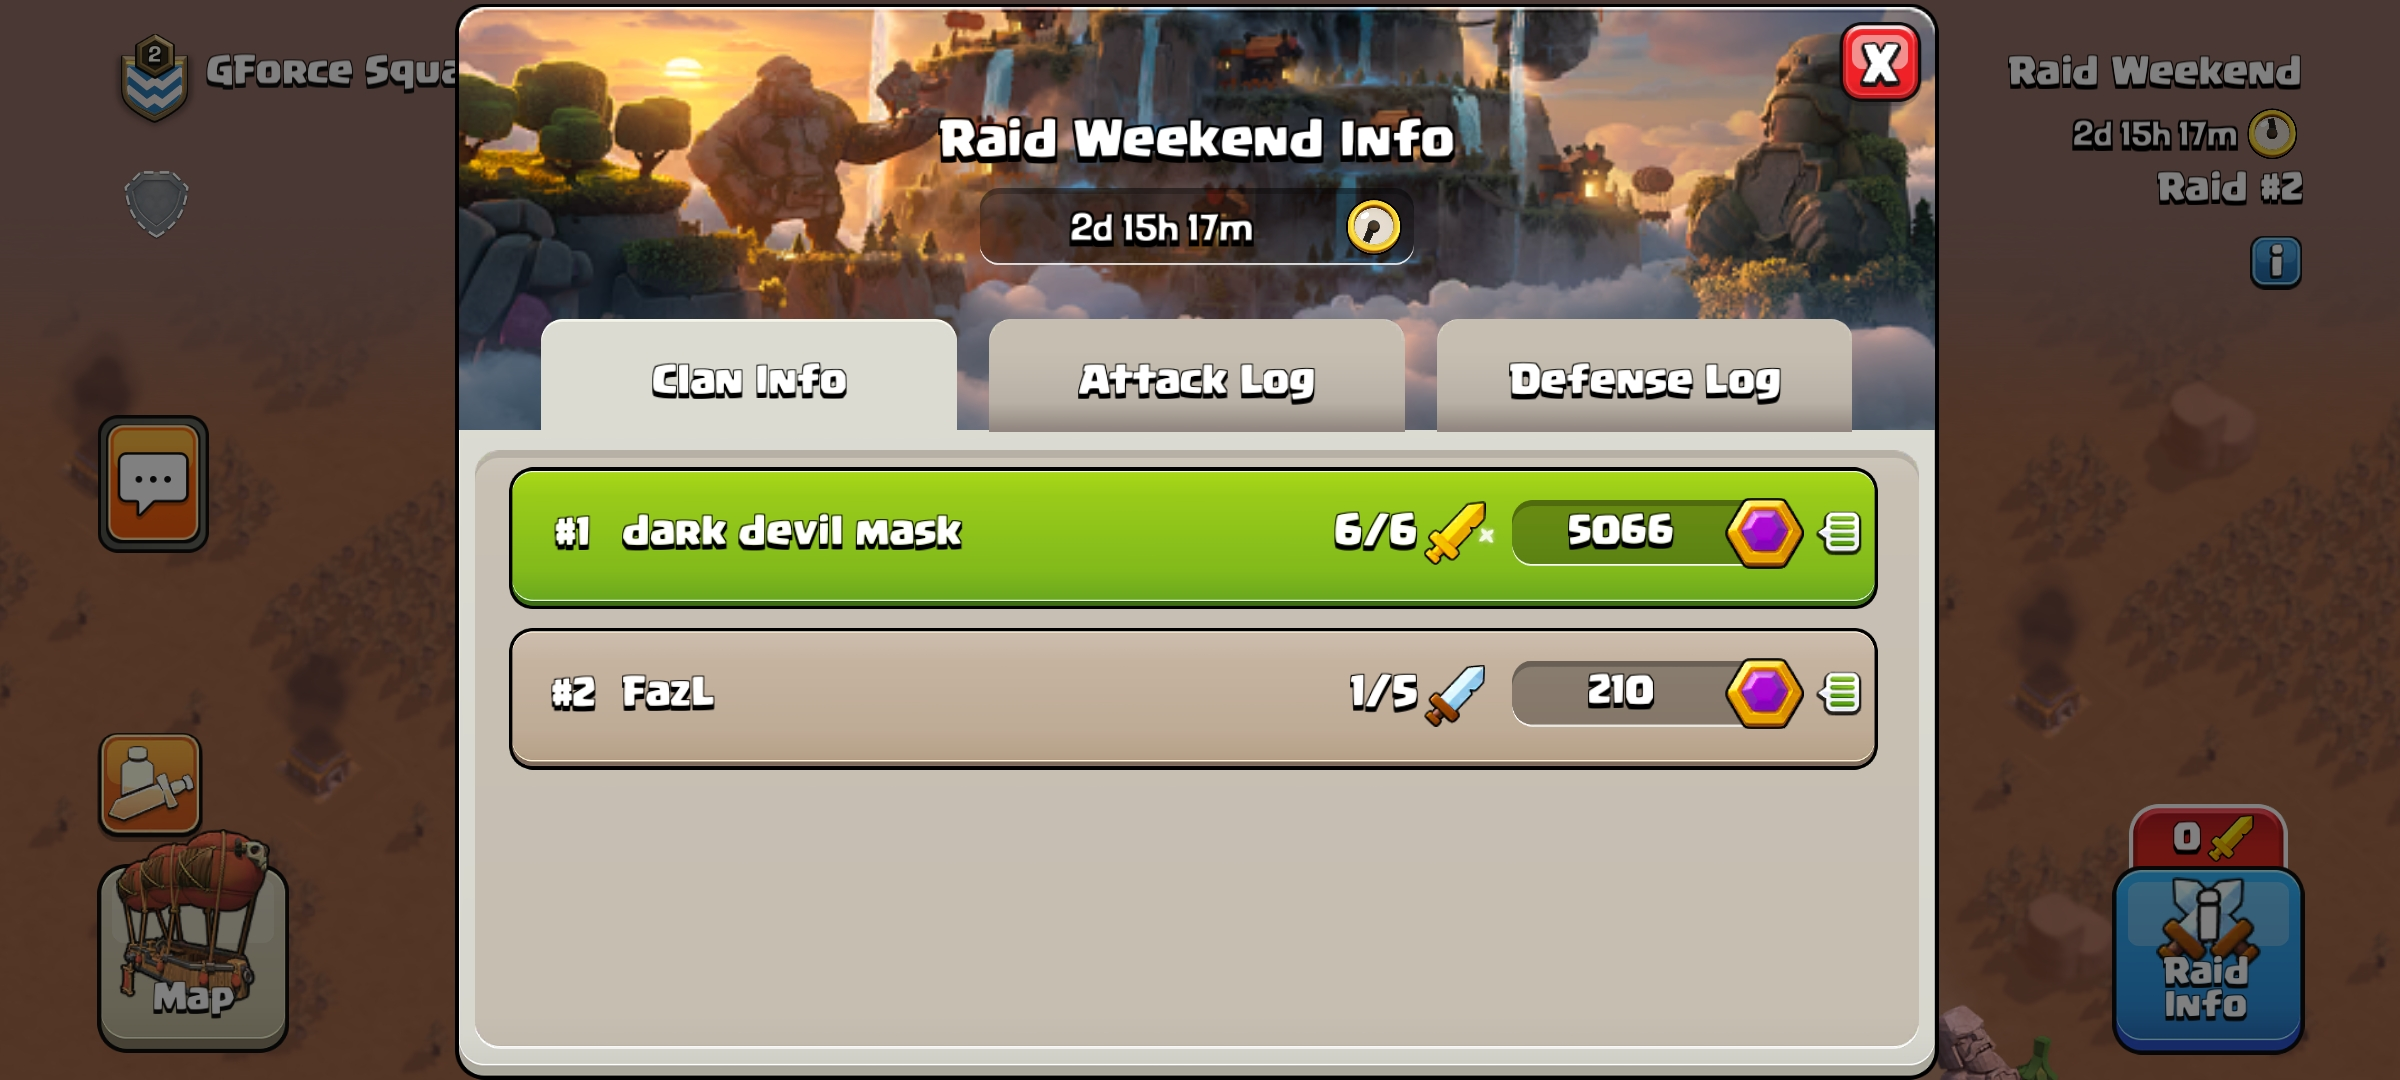 2
GForce Squa
Raid Weekend
2d 15h 17m
Raid #2
i
X
Raid Weekend Info
2d 15h 17m
Clan Info
Attack Log
Defense Log
#1 dark devil mask 6/6 5066
#2 FazL 1/5 210
Map
0
i
Raid
Info